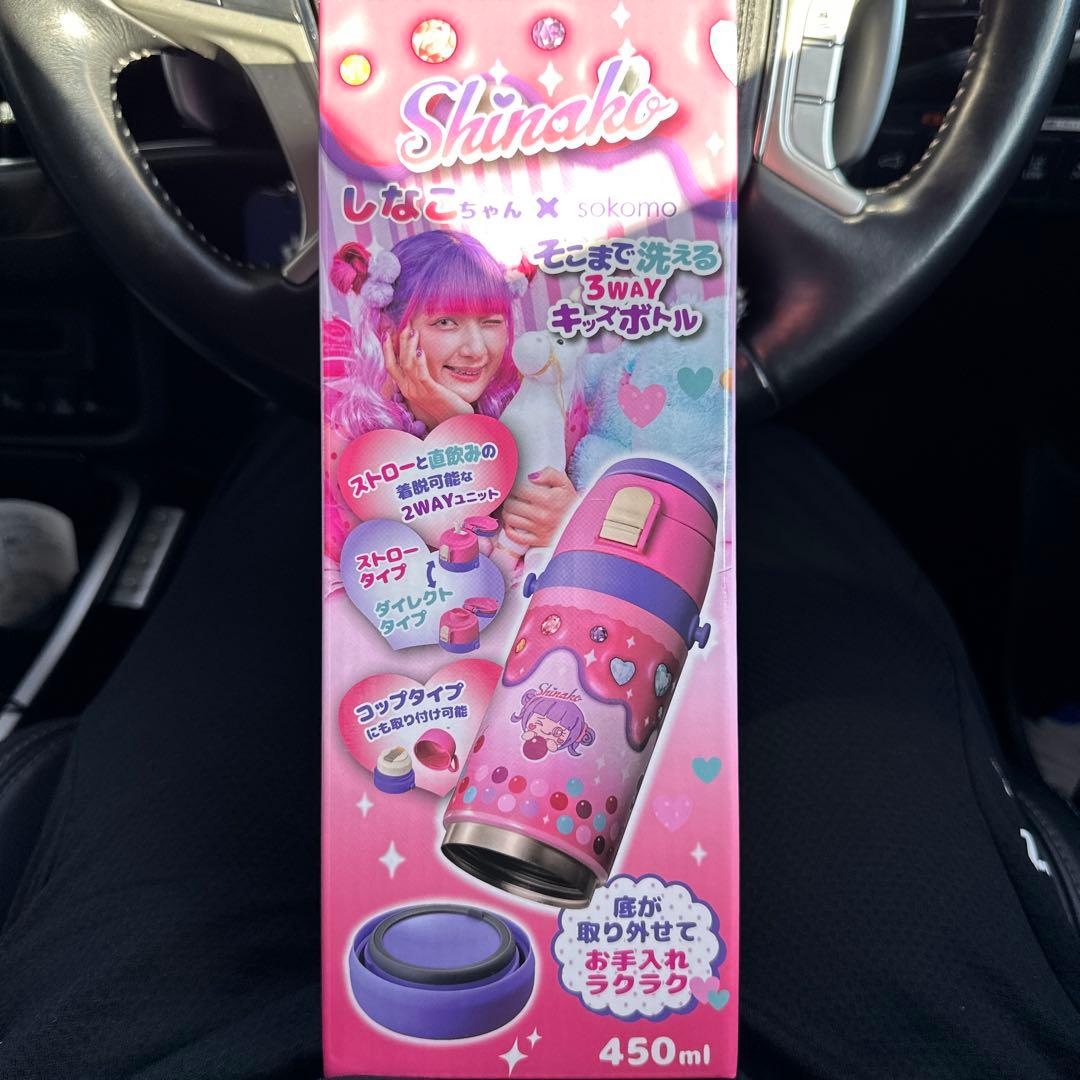 Shinako
しなこちゃん × sokomo
そこまで洗える
3WAY
キッズボトル
ストローと直飲みの
着脱可能な
2WAYユニット
ストロー
タイプ
ダイレクト
タイプ
コップタイプ
にも取り付け可能
Shinako
底が
取り外せて
お手入れ
ラクラク
450ml